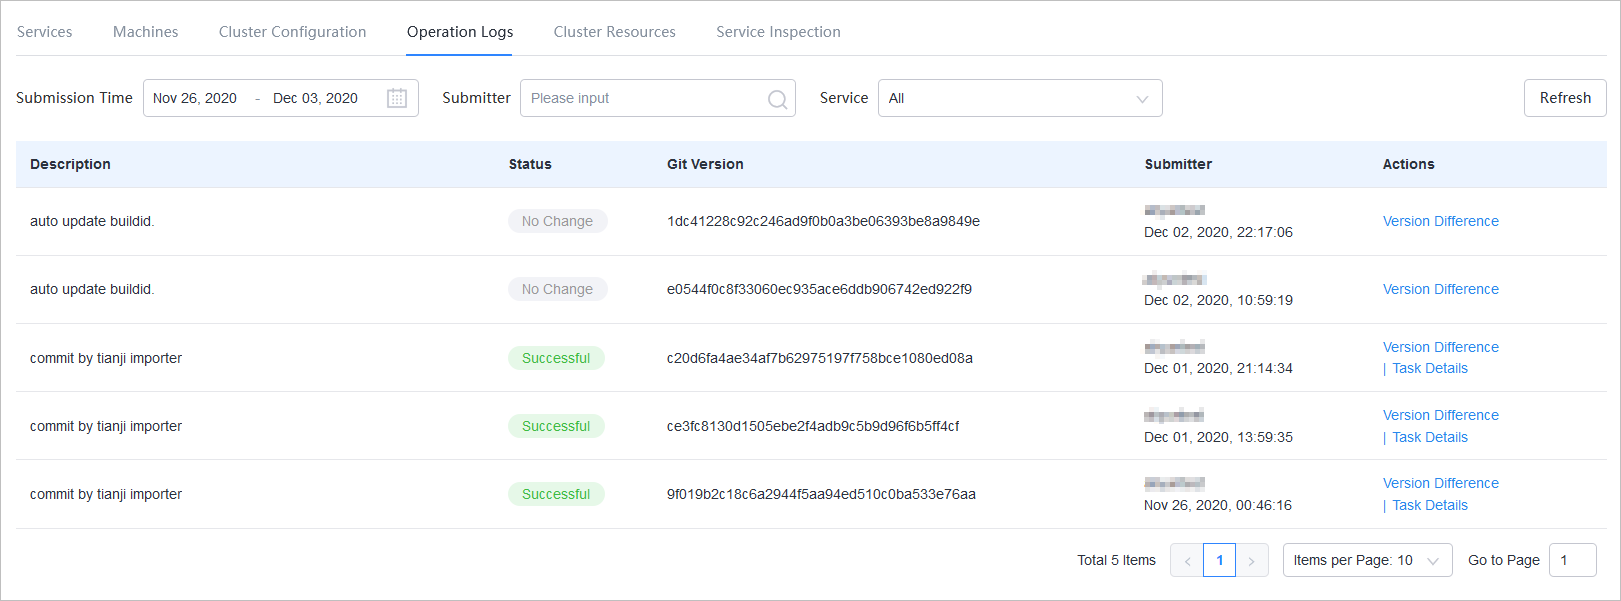 Services Machines Cluster Configuration Operation Logs Cluster Resources Service Inspection
Submission Time Nov 26, 2020 - Dec 03, 2020 Submitter Please input Service All Refresh
Description Status Git Version Submitter Actions
auto update buildid. No Change 1dc41228c92c246ad9f0b0a3be06393be8a9849e Dec 02, 2020, 22:17:06 Version Difference
auto update buildid. No Change e0544f0c8f33060ec935ace6ddb906742ed922f9 Dec 02, 2020, 10:59:19 Version Difference
commit by tianji importer Successful c20d6fa4ae34af7b62975197f758bce1080ed08a Dec 01, 2020, 21:14:34 Version Difference
| Task Details
commit by tianji importer Successful ce3fc8130d1505ebe2f4adb9c5b9d96f6b5ff4cf Dec 01, 2020, 13:59:35 Version Difference
| Task Details
commit by tianji importer Successful 9f019b2c18c6a2944f5aa94ed510c0ba533e76aa Nov 26, 2020, 00:46:16 Version Difference
| Task Details
Total 5 Items < 1 > Items per Page: 10 Go to Page 1